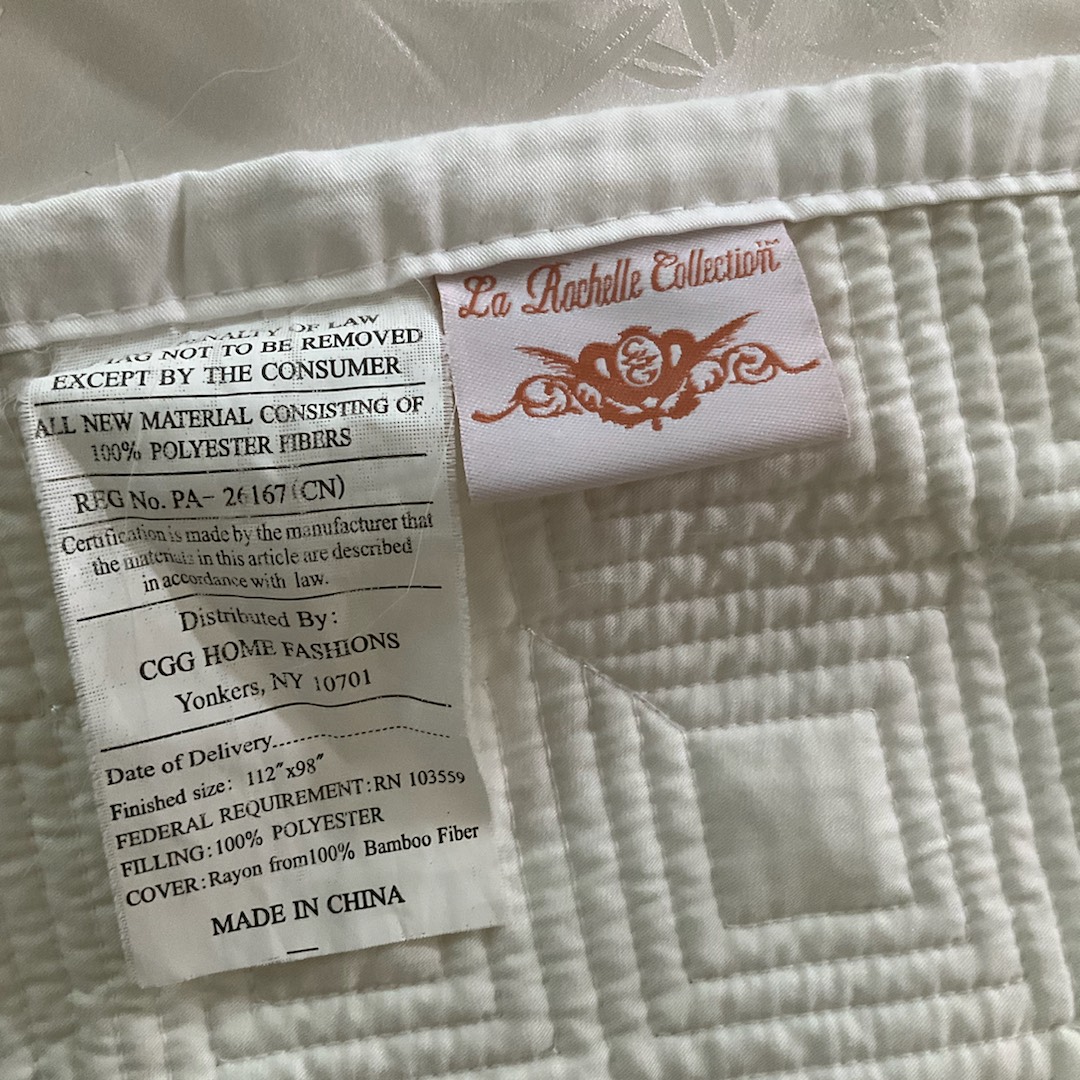 OF LAW
TAG NOT TO BE REMOVED
EXCEPT BY THE CONSUMER
ALL NEW MATERIAL CONSISTING OF
100% POLYESTER FIBERS
REG No. PA- 26167(CN)
Certification is made by the manufacturer that
the materials in this article are described
in accordance with law.
Distributed By:
CGG HOME FASHIONS
Yonkers, NY 10701
Date of Delivery
Finished size: 112"x98"
FEDERAL REQUIREMENT:RN 103559
FILLING:100% POLYESTER
COVER:Rayon from100% Bamboo Fiber
MADE IN CHINA
La Rochelle Collection™